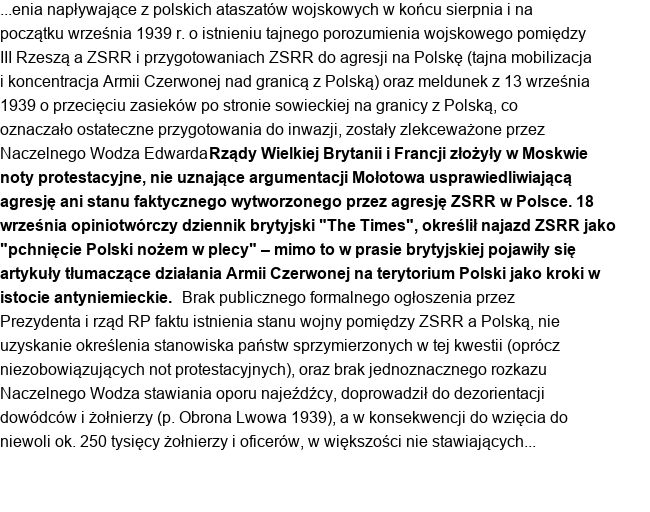 ...enia napływające z polskich ataszatów wojskowych w końcu sierpnia i na
początku września 1939 r. o istnieniu tajnego porozumienia wojskowego pomiędzy
III Rzeszą a ZSRR i przygotowaniach ZSRR do agresji na Polskę (tajna mobilizacja
i koncentracja Armii Czerwonej nad granicą z Polską) oraz meldunek z 13 września
1939 o przecięciu zasieków po stronie sowieckiej na granicy z Polską, co
oznaczało ostateczne przygotowania do inwazji, zostały zlekceważone przez
Naczelnego Wodza EdwardaRządy Wielkiej Brytanii i Francji złożyły w Moskwie
noty protestacyjne, nie uznające argumentacji Mołotowa usprawiedliwiającą
agresję ani stanu faktycznego wytworzonego przez agresję ZSRR w Polsce. 18
września opiniotwórczy dziennik brytyjski "The Times", określił najazd ZSRR jako
"pchnięcie Polski nożem w plecy" – mimo to w prasie brytyjskiej pojawiły się
artykuły tłumaczące działania Armii Czerwonej na terytorium Polski jako kroki w
istocie antyniemieckie.  Brak publicznego formalnego ogłoszenia przez
Prezydenta i rząd RP faktu istnienia stanu wojny pomiędzy ZSRR a Polską, nie
uzyskanie określenia stanowiska państw sprzymierzonych w tej kwestii (oprócz
niezobowiązujących not protestacyjnych), oraz brak jednoznacznego rozkazu
Naczelnego Wodza stawiania oporu najeźdźcy, doprowadził do dezorientacji
dowódców i żołnierzy (p. Obrona Lwowa 1939), a w konsekwencji do wzięcia do
niewoli ok. 250 tysięcy żołnierzy i oficerów, w większości nie stawiających...